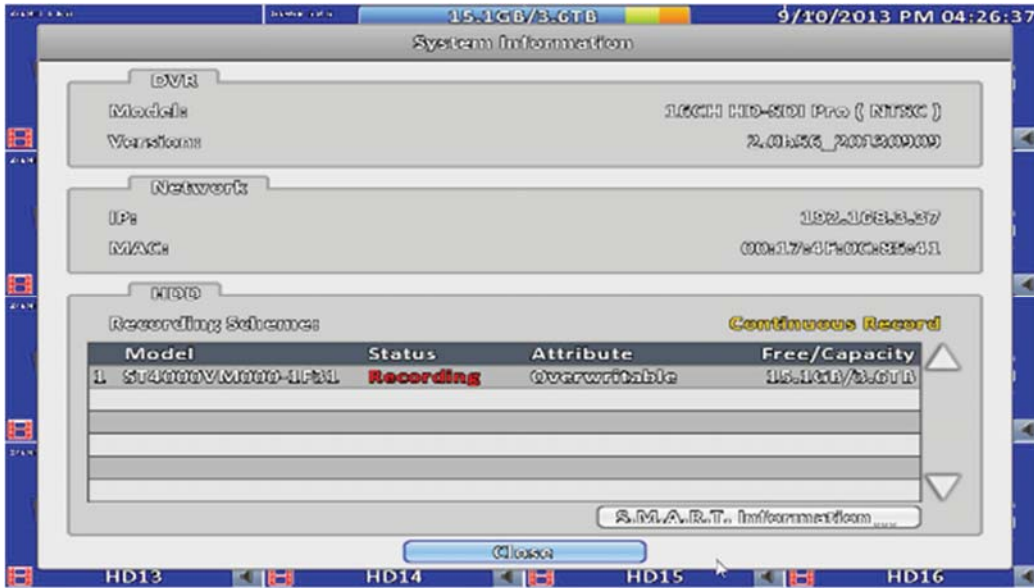 15.1GB/3.6TB 9/10/2013 PM 04:26:37
System Information
DVR
Model: 16CH HD-SDI Pro ( NTSC )
Version: 2.0b56_20130909
Network
IP: 192.168.3.37
MAC: 00:17:4F:0C:85:41
HDD
Recording Scheme: Continuous Record
Model Status Attribute Free/Capacity
1 ST4000VM000-1F31 Recording Overwritable 15.1GB/3.6TB
S.M.A.R.T. Information...
Close
HD13 HD14 HD15 HD16